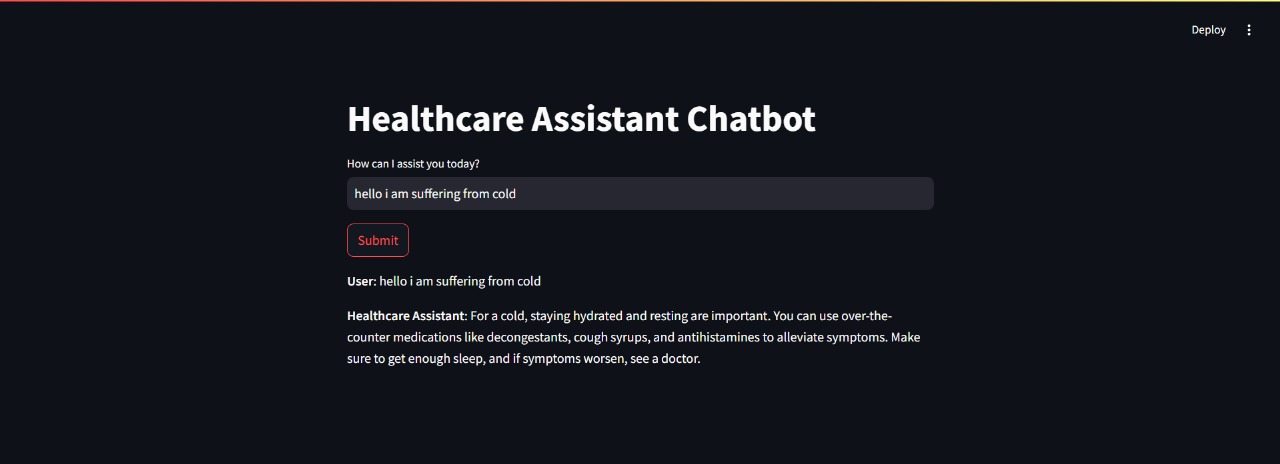 Deploy
Healthcare Assistant Chatbot
How can I assist you today?
hello i am suffering from cold
Submit
User: hello i am suffering from cold
Healthcare Assistant: For a cold, staying hydrated and resting are important. You can use over-the-
counter medications like decongestants, cough syrups, and antihistamines to alleviate symptoms. Make
sure to get enough sleep, and if symptoms worsen, see a doctor.